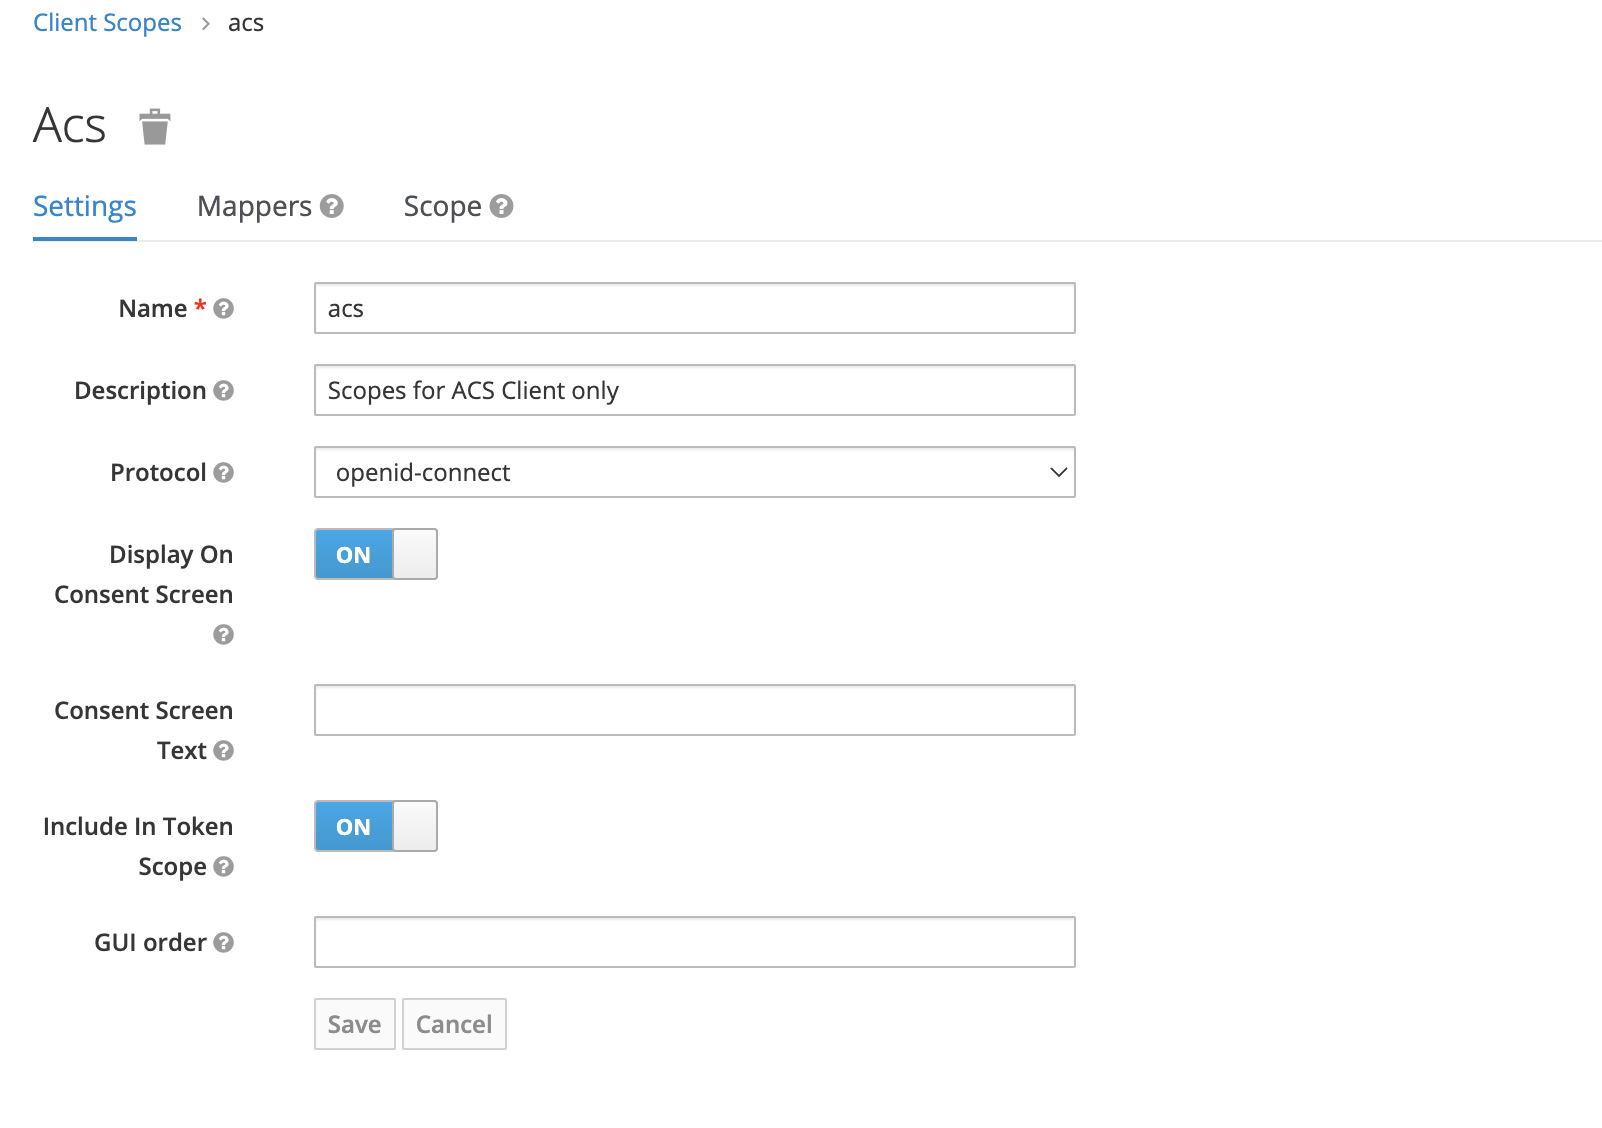 Client Scopes > acs
Acs
Settings Mappers ? Scope ?
Name * ? acs
Description ? Scopes for ACS Client only
Protocol ? openid-connect
Display On ON
Consent Screen
?
Consent Screen
Text ?
Include In Token ON
Scope ?
GUI order ?
Save Cancel